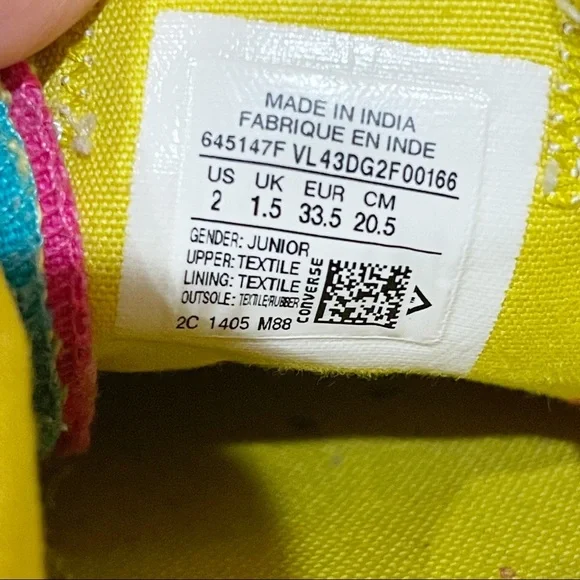 MADE IN INDIA
FABRIQUE EN INDE
645147F VL43DG2F00166
US UK EUR CM
2 1.5 33.5 20.5
GENDER: JUNIOR
UPPER: TEXTILE
LINING: TEXTILE
OUTSOLE: TEXTILE/RUBBER
CONVERSE
2C 1405 M88